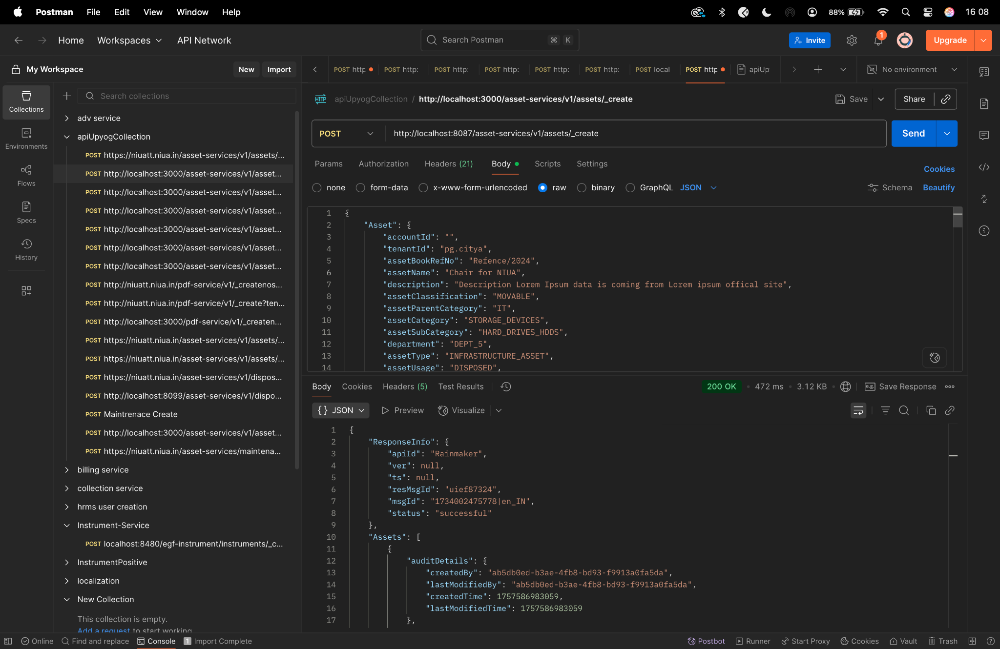 Postman File Edit View Window Help 88% 16 08
Home Workspaces API Network Search Postman ⌘ K Invite 1 Upgrade
My Workspace New Import
POST http POST http: POST http: POST http: POST http: POST http: POST local POST http apiUp No environment
Collections
Environments
Flows
Specs
History
Search collections
adv service
apiUpyogCollection
POST https://niuatt.niua.in/asset-services/v1/assets/...
POST http://localhost:3000/asset-services/v1/asset...
POST http://localhost:3000/asset-services/v1/asset...
POST http://localhost:3000/asset-services/v1/asset...
POST http://localhost:3000/asset-services/v1/asset...
POST http://localhost:3000/asset-services/v1/asset...
POST http://localhost:3000/asset-services/v1/asset...
POST http://niuatt.niua.in/pdf-service/v1/_createnos...
POST http://niuatt.niua.in/pdf-service/v1/_create?ten...
POST http://localhost:3000/pdf-service/v1/_createn...
POST https://niuatt.niua.in/asset-services/v1/assets/...
POST https://niuatt.niua.in/asset-services/v1/assets/...
POST https://niuatt.niua.in/asset-services/v1/dispos...
POST http://localhost:8099/asset-services/v1/dispo...
POST Maintrenace Create
POST http://localhost:3000/asset-services/v1/asset...
POST https://niuatt.niua.in/asset-services/maintena...
billing service
collection service
hrms user creation
Instrument-Service
POST localhost:8480/egf-instrument/instruments/_c...
InstrumentPositive
localization
New Collection
This collection is empty.
Add a request to start working.
HTTP apiUpyogCollection / http://localhost:3000/asset-services/v1/assets/_create Save Share
POST http://localhost:8087/asset-services/v1/assets/_create Send
Params Authorization Headers (21) Body Scripts Settings Cookies
none form-data x-www-form-urlencoded raw binary GraphQL JSON Schema Beautify
1 {
2 "Asset": {
3 "accountId": "",
4 "tenantId": "pg.citya",
5 "assetBookRefNo": "Refence/2024",
6 "assetName": "Chair for NIUA",
7 "description": "Description Lorem Ipsum data is coming from Lorem ipsum offical site",
8 "assetClassification": "MOVABLE",
9 "assetParentCategory": "IT",
10 "assetCategory": "STORAGE_DEVICES",
11 "assetSubCategory": "HARD_DRIVES_HDDS",
12 "department": "DEPT_5",
13 "assetType": "INFRASTRUCTURE_ASSET",
14 "assetUsage": "DISPOSED",
Body Cookies Headers (5) Test Results 200 OK • 472 ms • 3.12 KB • e.g. Save Response
{} JSON Preview Visualize
1 {
2 "ResponseInfo": {
3 "apiId": "Rainmaker",
4 "ver": null,
5 "ts": null,
6 "resMsgId": "uief87324",
7 "msgId": "1734002475778|en_IN",
8 "status": "successful"
9 },
10 "Assets": [
11 {
12 "auditDetails": {
13 "createdBy": "ab5db0ed-b3ae-4fb8-bd93-f9913a0fa5da",
14 "lastModifiedBy": "ab5db0ed-b3ae-4fb8-bd93-f9913a0fa5da",
15 "createdTime": 1757586983059,
16 "lastModifiedTime": 1757586983059
17 },
Online Find and replace Console 1 Import Complete Postbot Runner Start Proxy Cookies Vault Trash